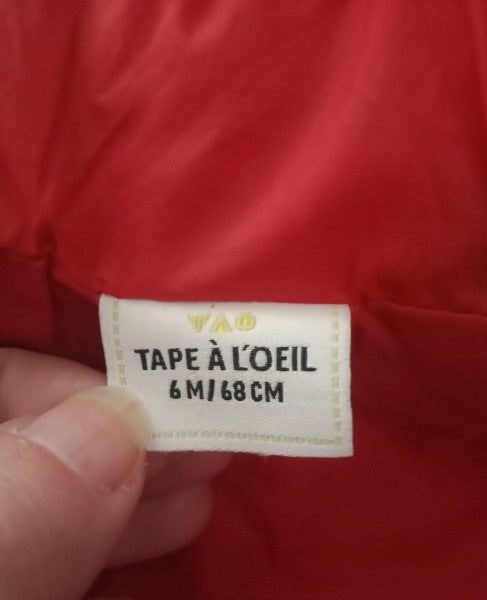 TAO
TAPE À L'OEIL
6M/68CM